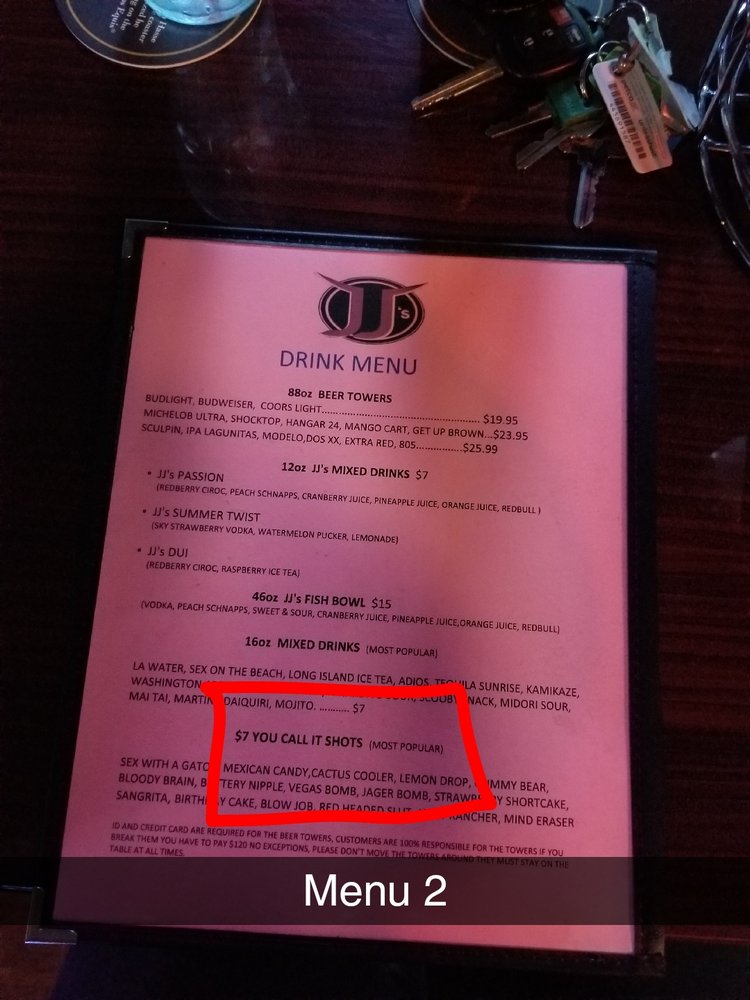 House
coaster
JJ's
DRINK MENU
88oz BEER TOWERS
BUDLIGHT, BUDWEISER, COORS LIGHT.................................................. $19.95
MICHELOB ULTRA, SHOCKTOP, HANGAR 24, MANGO CART, GET UP BROWN...$23.95
SCULPIN, IPA LAGUNITAS, MODELO,DOS XX, EXTRA RED, 805...............$25.99
12oz JJ's MIXED DRINKS $7
• JJ's PASSION
(REDBERRY CIROC, PEACH SCHNAPPS, CRANBERRY JUICE, PINEAPPLE JUICE, ORANGE JUICE, REDBULL )
• JJ's SUMMER TWIST
(SKY STRAWBERRY VODKA, WATERMELON PUCKER, LEMONADE)
• JJ's DUI
(REDBERRY CIROC, RASPBERRY ICE TEA)
46oz JJ's FISH BOWL $15
(VODKA, PEACH SCHNAPPS, SWEET & SOUR, CRANBERRY JUICE, PINEAPPLE JUICE,ORANGE JUICE, REDBULL)
16oz MIXED DRINKS (MOST POPULAR)
LA WATER, SEX ON THE BEACH, LONG ISLAND ICE TEA, ADIOS, TEQUILA SUNRISE, KAMIKAZE,
WASHINGTON SOUR, SCOOBY SNACK, MIDORI SOUR,
MAI TAI, MARTINI, DAIQUIRI, MOJITO. .......... $7
$7 YOU CALL IT SHOTS (MOST POPULAR)
SEX WITH A GATOR, MEXICAN CANDY,CACTUS COOLER, LEMON DROP, GUMMY BEAR,
BLOODY BRAIN, BUTTERY NIPPLE, VEGAS BOMB, JAGER BOMB, STRAWBERRY SHORTCAKE,
SANGRITA, BIRTHDAY CAKE, BLOW JOB, RED HEADED SLUT, RANCHER, MIND ERASER
ID AND CREDIT CARD ARE REQUIRED FOR THE BEER TOWERS, CUSTOMERS ARE 100% RESPONSIBLE FOR THE TOWERS IF YOU
BREAK THEM YOU HAVE TO PAY $120 NO EXCEPTIONS, PLEASE DON'T MOVE THE TOWERS AROUND THEY MUST STAY ON THE
TABLE AT ALL TIMES.
Menu 2